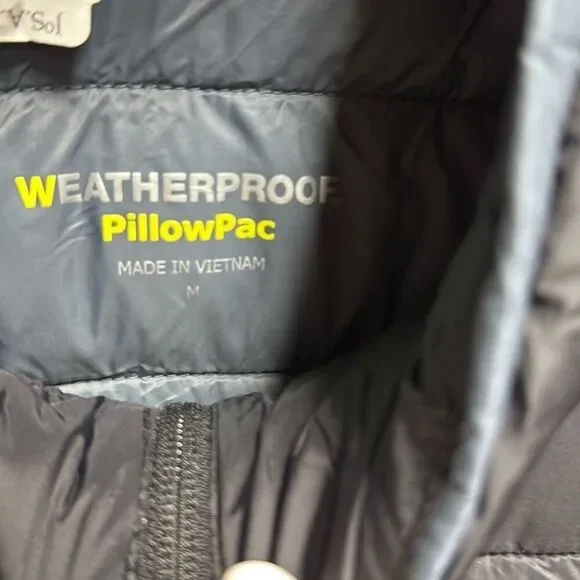 J.S.A.
WEATHERPROOF
PillowPac
MADE IN VIETNAM
M